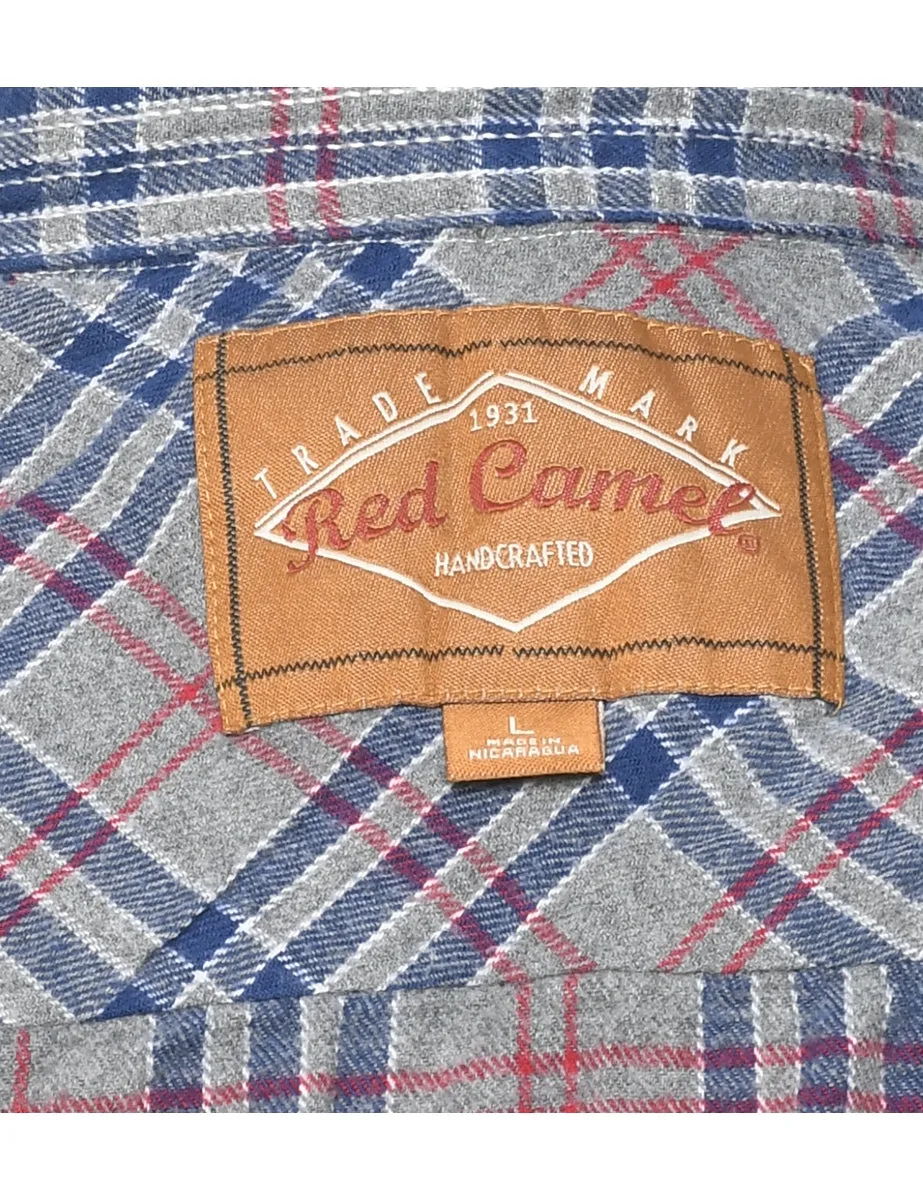 TRADE MARK
1931
Red Camel®
HANDCRAFTED
L
MADE IN
NICARAGUA